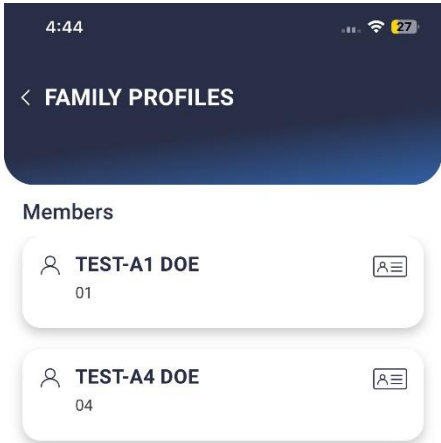 4:44
27
FAMILY PROFILES
Members
TEST-A1 DOE
01
TEST-A4 DOE
04